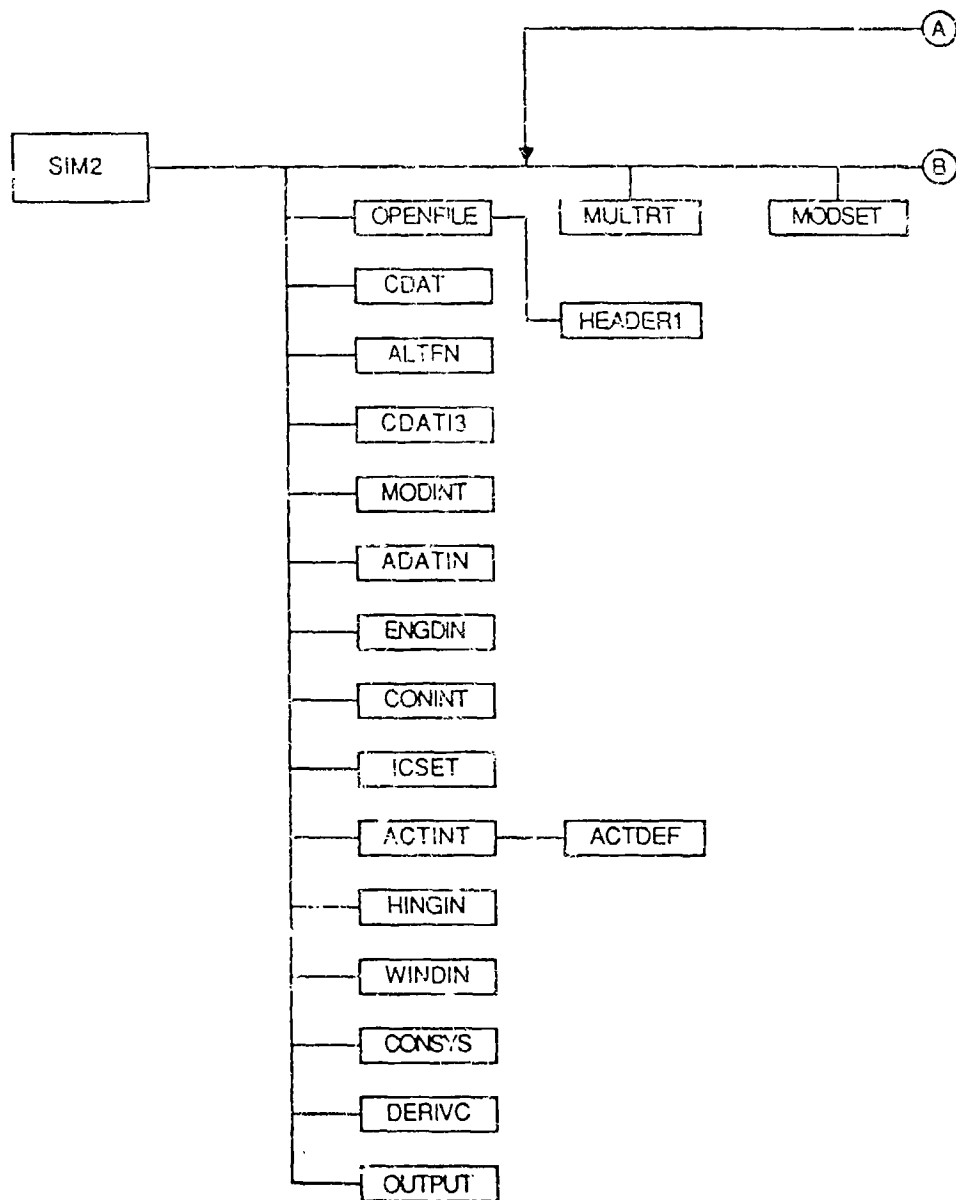 A
SIM2
B
OPENFILE
MULTRT
MODSET
CDAT
HEADER1
ALTFN
CDATI3
MODINT
ADATIN
ENGDIN
CONINT
ICSET
ACTINT
ACTDEF
HINGIN
WINDIN
CONSYS
DERIVC
OUTPUT